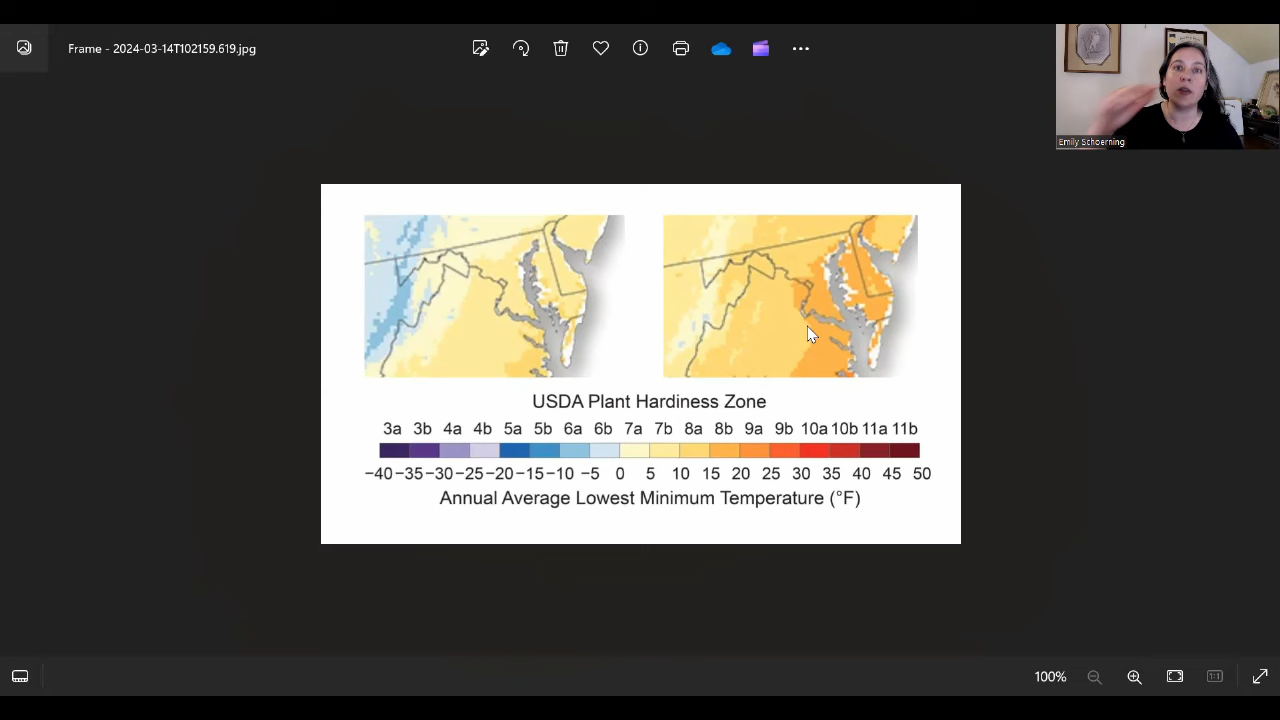 Frame - 2024-03-14T102159.619.jpg
Emily Schoerning
USDA Plant Hardiness Zone
3a 3b 4a 4b 5a 5b 6a 6b 7a 7b 8a 8b 9a 9b 10a 10b 11a 11b
−40 −35 −30 −25 −20 −15 −10 −5 0 5 10 15 20 25 30 35 40 45 50
Annual Average Lowest Minimum Temperature (°F)
100%
1:1